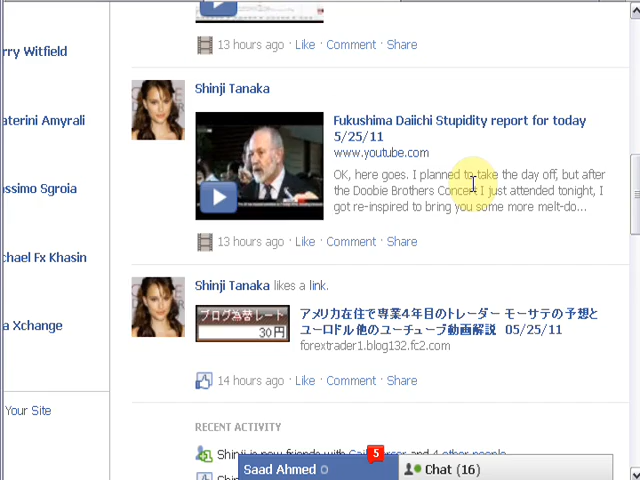 13 hours ago · Like · Comment · Share
rry Witfield
Shinji Tanaka
aterini Amyrali
Fukushima Daiichi Stupidity report for today
5/25/11
www.youtube.com
OK, here goes. I planned to take the day off, but after
the Doobie Brothers Concert I just attended tonight, I
got re-inspired to bring you some more melt-do...
assimo Sgroia
13 hours ago · Like · Comment · Share
chael Fx Khasin
Shinji Tanaka likes a link.
ブログ為替レート
30円
アメリカ在住で専業4年目のトレーダー モーサテの予想と
ユーロドル他のユーチューブ動画解説 05/25/11
forextrader1.blog132.fc2.com
a Xchange
14 hours ago · Like · Comment · Share
Your Site
RECENT ACTIVITY
Shinji is now friends with and 4 other people.
5
Saad Ahmed
Chat (16)